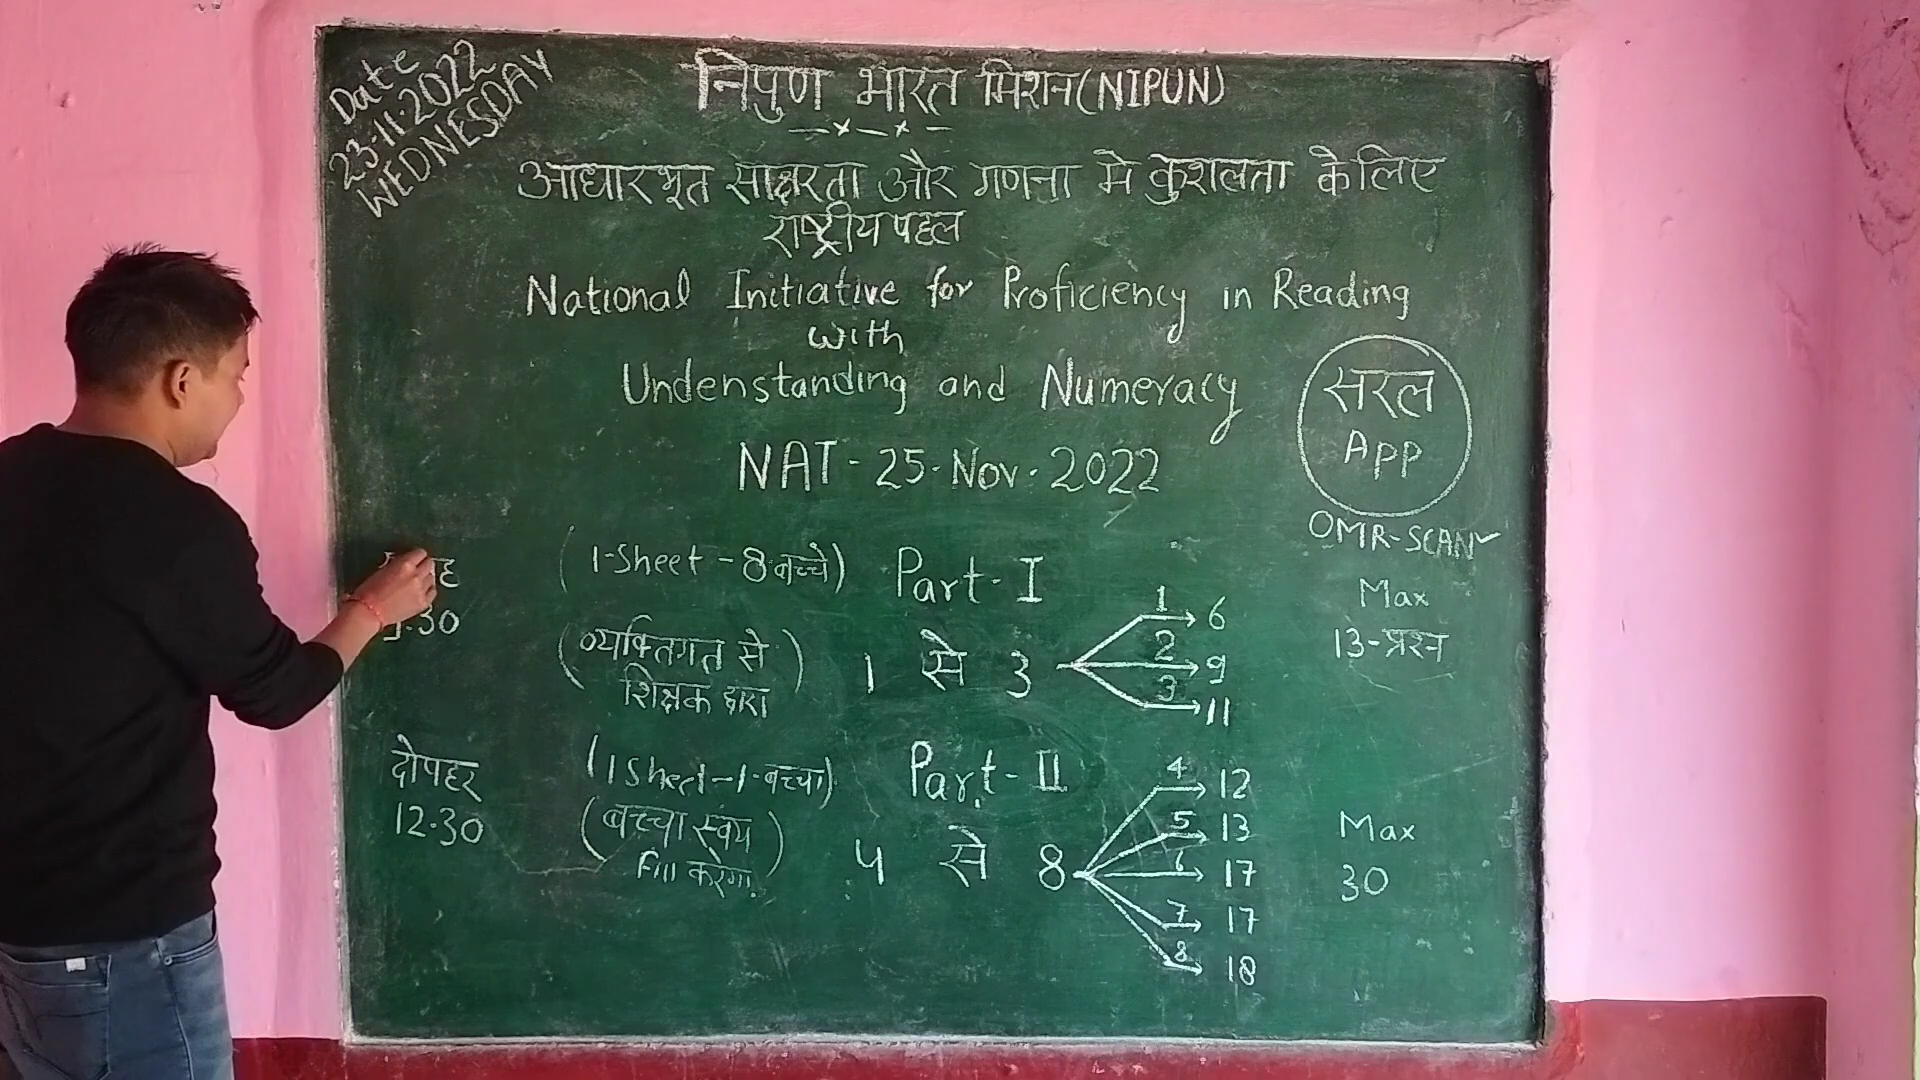 Date
23-11-2022
WEDNESDAY
निपुण भारत मिशन (NIPUN)
—x—x—
आधारभूत साक्षरता और गणना मे कुशलता के लिए
राष्ट्रीय पहल
National Initiative for Proficiency in Reading
with
Undenstanding and Numeracy
सरल
App
NAT - 25 - Nov - 2022
OMR-SCAN
(1-Sheet - 8 बच्चे) Part - I
Max
13-प्रश्न
.30
(व्यक्तिगत से
शिक्षक द्वारा)
1 से 3
1 → 6
2 → 9
3 → 11
दोपहर
12.30
(1 Sheet - 1 - बच्चा) Part - II
(बच्चा स्वंय
Fill करेगा)
4 से 8
4 → 12
5 → 13
6 → 17
7 → 17
8 → 18
Max
30